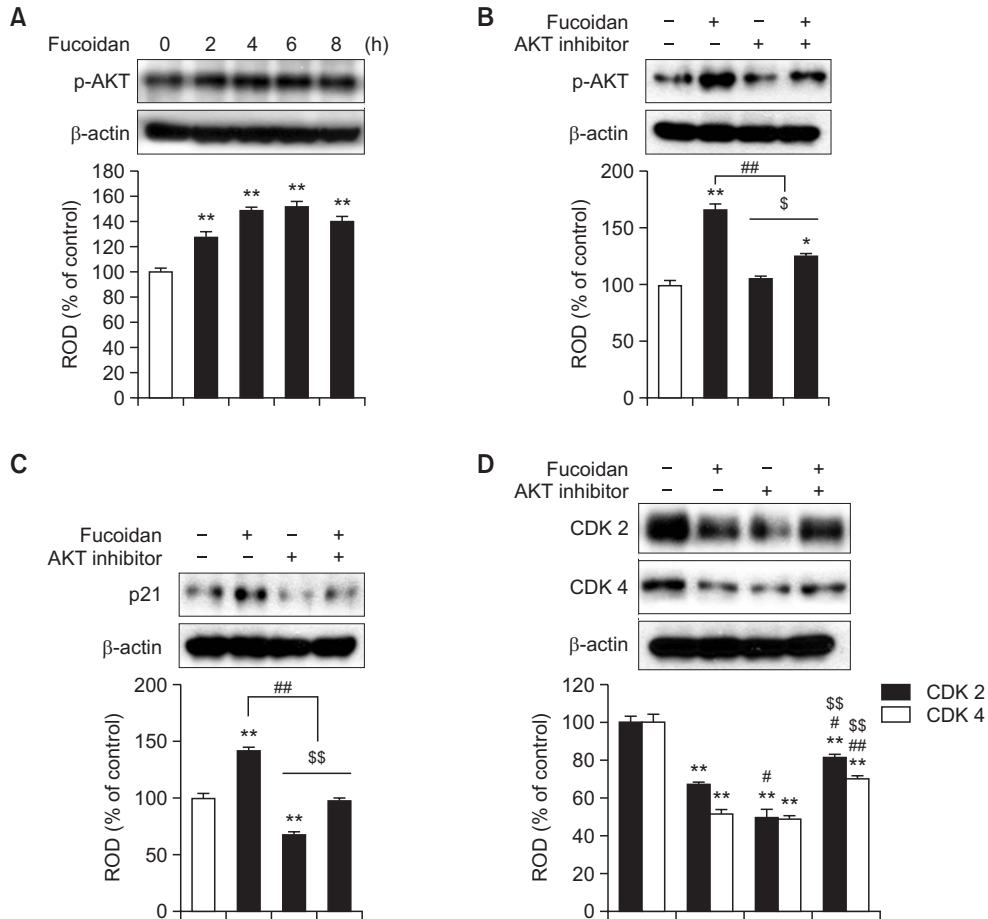 A
Fucoidan 0 2 4 6 8 (h)
p-AKT
β-actin
ROD (% of control)
180
160
140
120
100
80
60
40
20
0
**
**
**
**
B
Fucoidan − + − +
AKT inhibitor − − + +
p-AKT
β-actin
ROD (% of control)
200
150
100
50
0
##
**
$
*
C
Fucoidan − + − +
AKT inhibitor − − + +
p21
β-actin
ROD (% of control)
200
150
100
50
0
##
**
$$
**
D
Fucoidan − + − +
AKT inhibitor − − + +
CDK 2
CDK 4
β-actin
ROD (% of control)
120
100
80
60
40
20
0
CDK 2
CDK 4
**
**
#
**
**
$$
#
**
$$
##
**